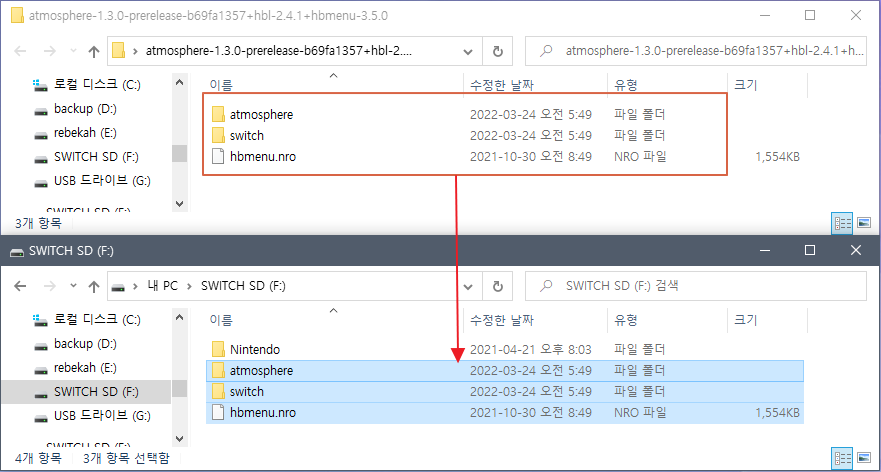 atmosphere-1.3.0-prerelease-b69fa1357+hbl-2.4.1+hbmenu-3.5.0
atmosphere-1.3.0-prerelease-b69fa1357+hbl-2....
atmosphere-1.3.0-prerelease-b69fa1357+hbl-2.4.1+h...
로컬 디스크 (C:)
backup (D:)
rebekah (E:)
SWITCH SD (F:)
USB 드라이브 (G:)
SWITCH SD (F:)
이름 수정한 날짜 유형 크기
atmosphere 2022-03-24 오전 5:49 파일 폴더
switch 2022-03-24 오전 5:49 파일 폴더
hbmenu.nro 2021-10-30 오전 8:49 NRO 파일 1,554KB
3개 항목
SWITCH SD (F:)
내 PC SWITCH SD (F:)
SWITCH SD (F:) 검색
로컬 디스크 (C:)
backup (D:)
rebekah (E:)
SWITCH SD (F:)
USB 드라이브 (G:)
SWITCH SD (F:)
이름 수정한 날짜 유형 크기
Nintendo 2021-04-21 오후 8:03 파일 폴더
atmosphere 2022-03-24 오전 5:49 파일 폴더
switch 2022-03-24 오전 5:49 파일 폴더
hbmenu.nro 2021-10-30 오전 8:49 NRO 파일 1,554KB
4개 항목 3개 항목 선택함